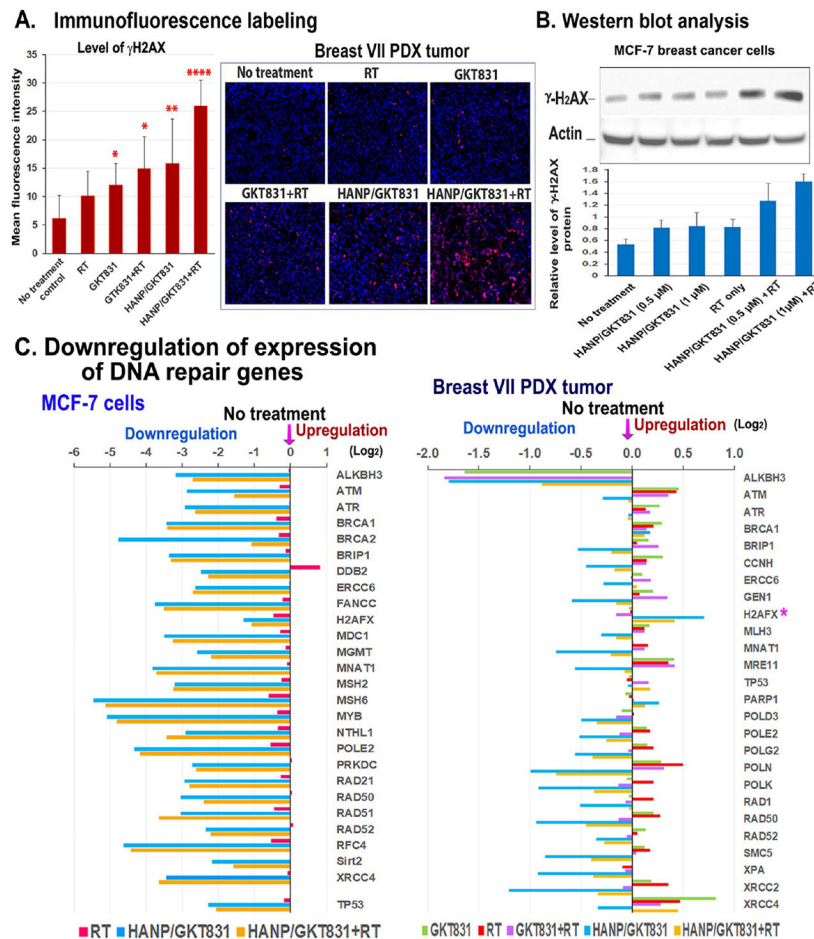 A. Immunofluorescence labeling
Level of γH2AX
Mean fluorescence intensity
35
30
25
20
15
10
5
0
*
*
**
****
No treatment control
RT
GKT831
GTK831+RT
HANP/GKT831
HANP/GKT831+RT
Breast VII PDX tumor
No treatment
RT
GKT831
GKT831+RT
HANP/GKT831
HANP/GKT831+RT
B. Western blot analysis
MCF-7 breast cancer cells
γ-H2AX
Actin
Relative level of γ-H2AX protein
1.8
1.6
1.4
1.2
1
0.8
0.6
0.4
0.2
0
No treatment
HANP/GKT831 (0.5 µM)
HANP/GKT831 (1 µM)
RT only
HANP/GKT831 (0.5 µM) +RT
HANP/GKT831 (1µM) +RT
C. Downregulation of expression
of DNA repair genes
MCF-7 cells
No treatment
Downregulation
Upregulation
(Log2)
-6 -5 -4 -3 -2 -1 0 1
ALKBH3
ATM
ATR
BRCA1
BRCA2
BRIP1
DDB2
ERCC6
FANCC
H2AFX
MDC1
MGMT
MNAT1
MSH2
MSH6
MYB
NTHL1
POLE2
PRKDC
RAD21
RAD50
RAD51
RAD52
RFC4
Sirt2
XRCC4
TP53
RT HANP/GKT831 HANP/GKT831+RT
Breast VII PDX tumor
No treatment
Downregulation
Upregulation
(Log2)
-2.0 -1.5 -1.0 -0.5 0.0 0.5 1.0
ALKBH3
ATM
ATR
BRCA1
BRIP1
CCNH
ERCC6
GEN1
H2AFX *
MLH3
MNAT1
MRE11
TP53
PARP1
POLD3
POLE2
POLG2
POLN
POLK
RAD1
RAD50
RAD52
SMC5
XPA
XRCC2
XRCC4
GKT831 RT GKT831+RT HANP/GKT831 HANP/GKT831+RT